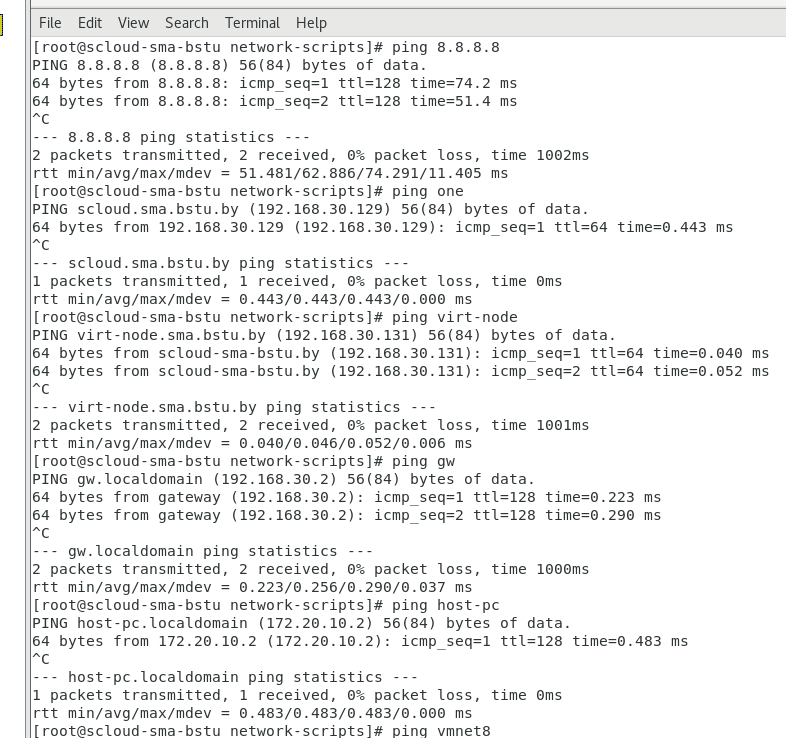 File Edit View Search Terminal Help
[root@scloud-sma-bstu network-scripts]# ping 8.8.8.8
PING 8.8.8.8 (8.8.8.8) 56(84) bytes of data.
64 bytes from 8.8.8.8: icmp_seq=1 ttl=128 time=74.2 ms
64 bytes from 8.8.8.8: icmp_seq=2 ttl=128 time=51.4 ms
^C
--- 8.8.8.8 ping statistics ---
2 packets transmitted, 2 received, 0% packet loss, time 1002ms
rtt min/avg/max/mdev = 51.481/62.886/74.291/11.405 ms
[root@scloud-sma-bstu network-scripts]# ping one
PING scloud.sma.bstu.by (192.168.30.129) 56(84) bytes of data.
64 bytes from 192.168.30.129 (192.168.30.129): icmp_seq=1 ttl=64 time=0.443 ms
^C
--- scloud.sma.bstu.by ping statistics ---
1 packets transmitted, 1 received, 0% packet loss, time 0ms
rtt min/avg/max/mdev = 0.443/0.443/0.443/0.000 ms
[root@scloud-sma-bstu network-scripts]# ping virt-node
PING virt-node.sma.bstu.by (192.168.30.131) 56(84) bytes of data.
64 bytes from scloud-sma-bstu.by (192.168.30.131): icmp_seq=1 ttl=64 time=0.040 ms
64 bytes from scloud-sma-bstu.by (192.168.30.131): icmp_seq=2 ttl=64 time=0.052 ms
^C
--- virt-node.sma.bstu.by ping statistics ---
2 packets transmitted, 2 received, 0% packet loss, time 1001ms
rtt min/avg/max/mdev = 0.040/0.046/0.052/0.006 ms
[root@scloud-sma-bstu network-scripts]# ping gw
PING gw.localdomain (192.168.30.2) 56(84) bytes of data.
64 bytes from gateway (192.168.30.2): icmp_seq=1 ttl=128 time=0.223 ms
64 bytes from gateway (192.168.30.2): icmp_seq=2 ttl=128 time=0.290 ms
^C
--- gw.localdomain ping statistics ---
2 packets transmitted, 2 received, 0% packet loss, time 1000ms
rtt min/avg/max/mdev = 0.223/0.256/0.290/0.037 ms
[root@scloud-sma-bstu network-scripts]# ping host-pc
PING host-pc.localdomain (172.20.10.2) 56(84) bytes of data.
64 bytes from 172.20.10.2 (172.20.10.2): icmp_seq=1 ttl=128 time=0.483 ms
^C
--- host-pc.localdomain ping statistics ---
1 packets transmitted, 1 received, 0% packet loss, time 0ms
rtt min/avg/max/mdev = 0.483/0.483/0.483/0.000 ms
[root@scloud-sma-bstu network-scripts]# ping vmnet8